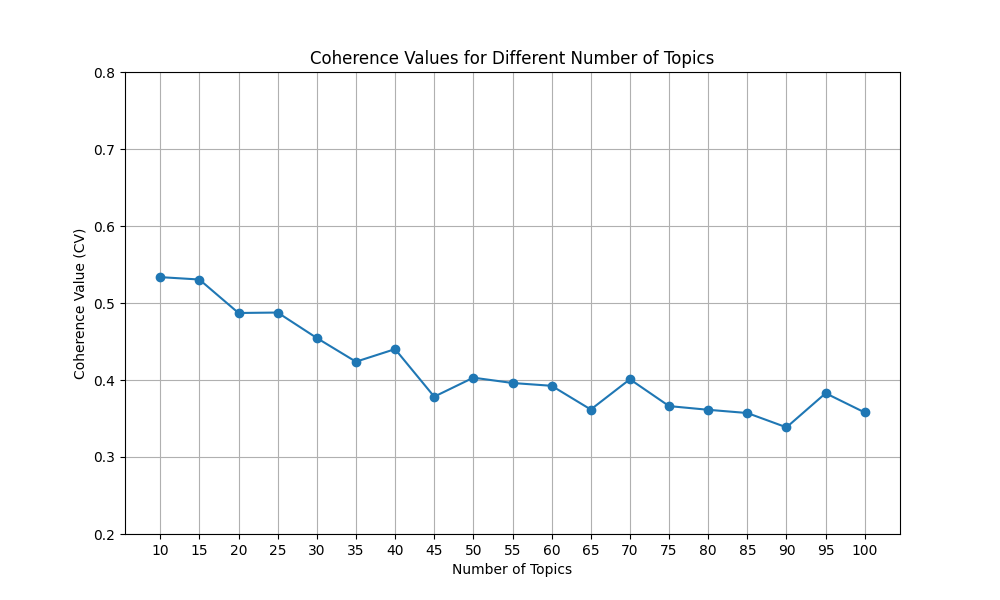 Coherence Values for Different Number of Topics
0.8
0.7
0.6
0.5
0.4
0.3
0.2
Coherence Value (CV)
10 15 20 25 30 35 40 45 50 55 60 65 70 75 80 85 90 95 100
Number of Topics